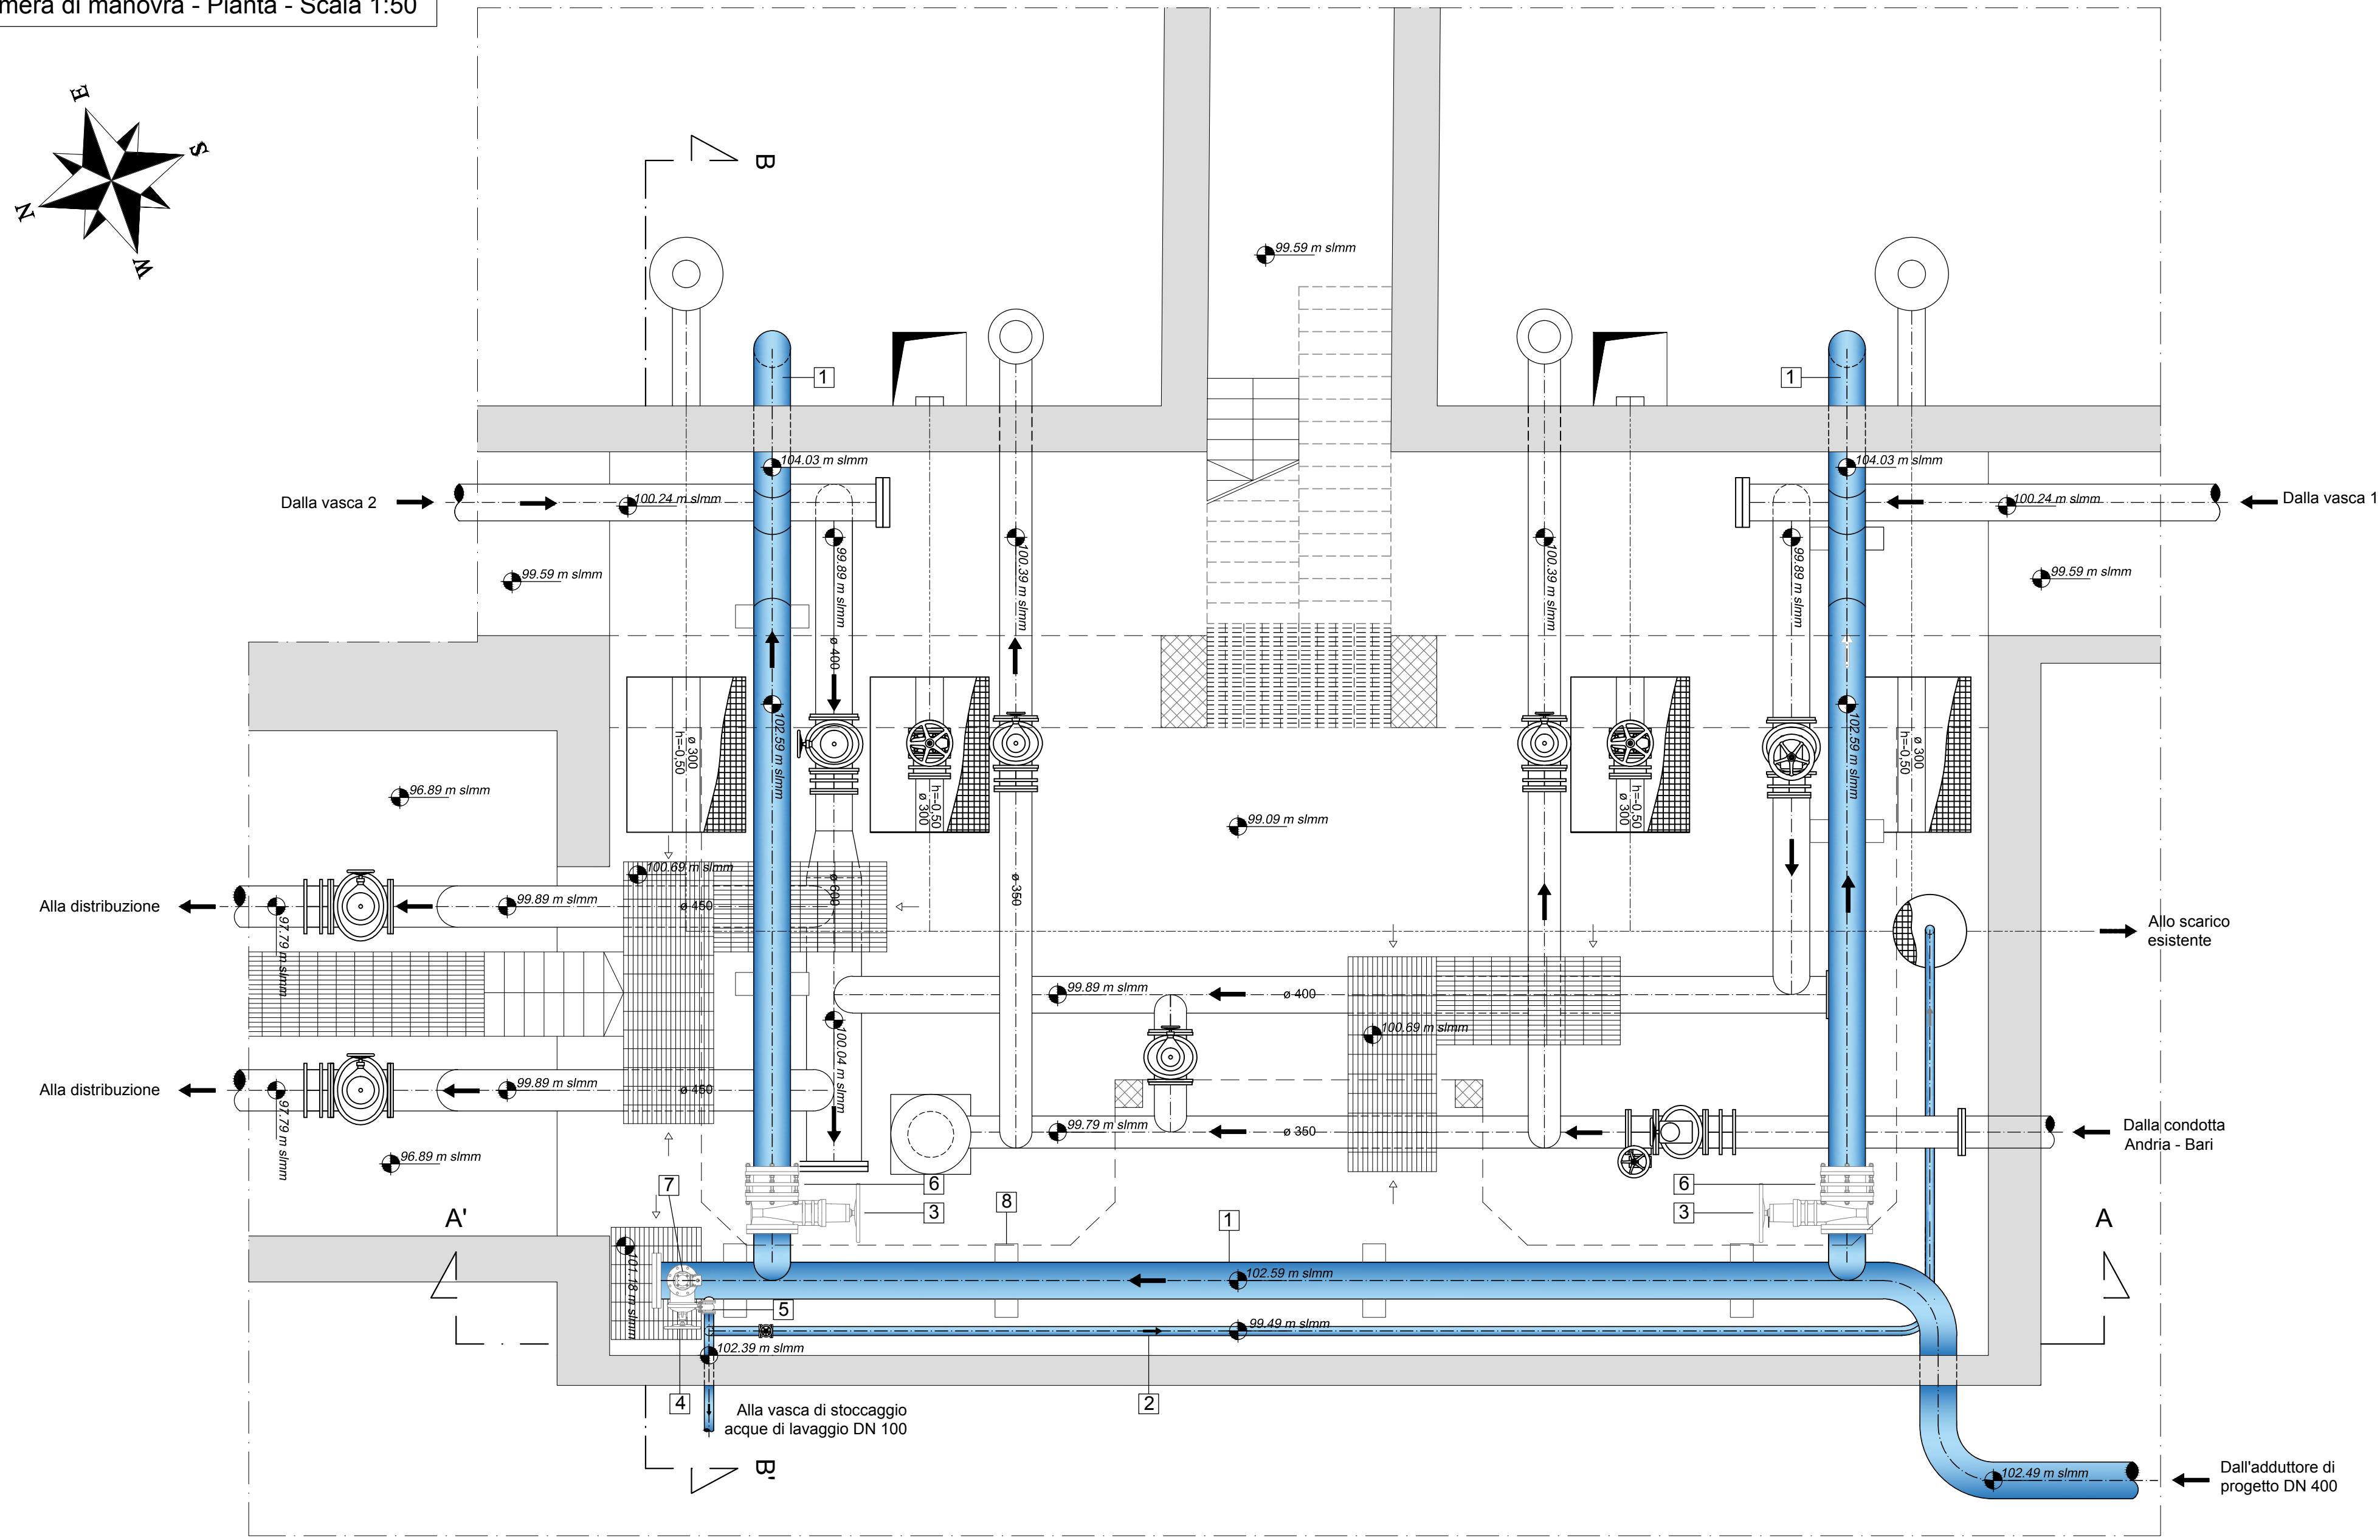 mera di manovra - Pianta - Scala 1:50
E
S
N
W
B
99.59 m slmm
1
1
104.03 m slmm
104.03 m slmm
Dalla vasca 2
100.24 m slmm
100.24 m slmm
Dalla vasca 1
99.89 m slmm
100.39 m slmm
100.39 m slmm
99.89 m slmm
99.59 m slmm
99.59 m slmm
ø 400
102.59 m slmm
102.59 m slmm
ø 300
h=-0,50
h=-0,50
ø 300
h=-0,50
ø 300
ø 300
h=-0,50
96.89 m slmm
99.09 m slmm
100.69 m slmm
ø 600
ø 350
Alla distribuzione
99.89 m slmm
ø 450
97.79 m slmm
Allo scarico
esistente
99.89 m slmm
ø 400
100.04 m slmm
100.69 m slmm
Alla distribuzione
99.89 m slmm
ø 450
97.79 m slmm
99.79 m slmm
ø 350
Dalla condotta
Andria - Bari
96.89 m slmm
7
6
8
6
3
3
A'
1
A
101.18 m slmm
102.59 m slmm
5
99.49 m slmm
102.39 m slmm
4
2
Alla vasca di stoccaggio
acque di lavaggio DN 100
B'
102.49 m slmm
Dall'adduttore di
progetto DN 400